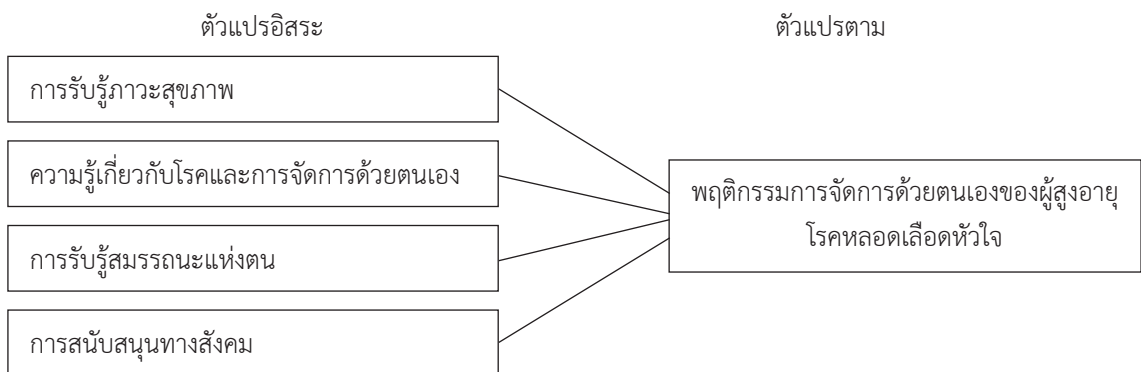 ตัวแปรอิสระ
ตัวแปรตาม
การรับรู้ภาวะสุขภาพ
ความรู้เกี่ยวกับโรคและการจัดการด้วยตนเอง
การรับรู้สมรรถนะแห่งตน
การสนับสนุนทางสังคม
พฤติกรรมการจัดการด้วยตนเองของผู้สูงอายุ
โรคหลอดเลือดหัวใจ